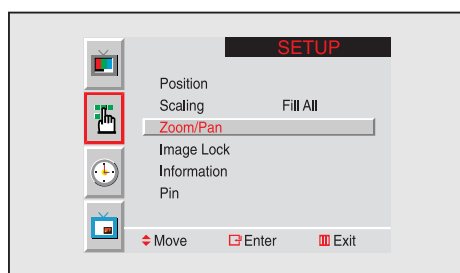 SETUP
Position
Scaling Fill All
Zoom/Pan
Image Lock
Information
Pin
Move Enter Exit